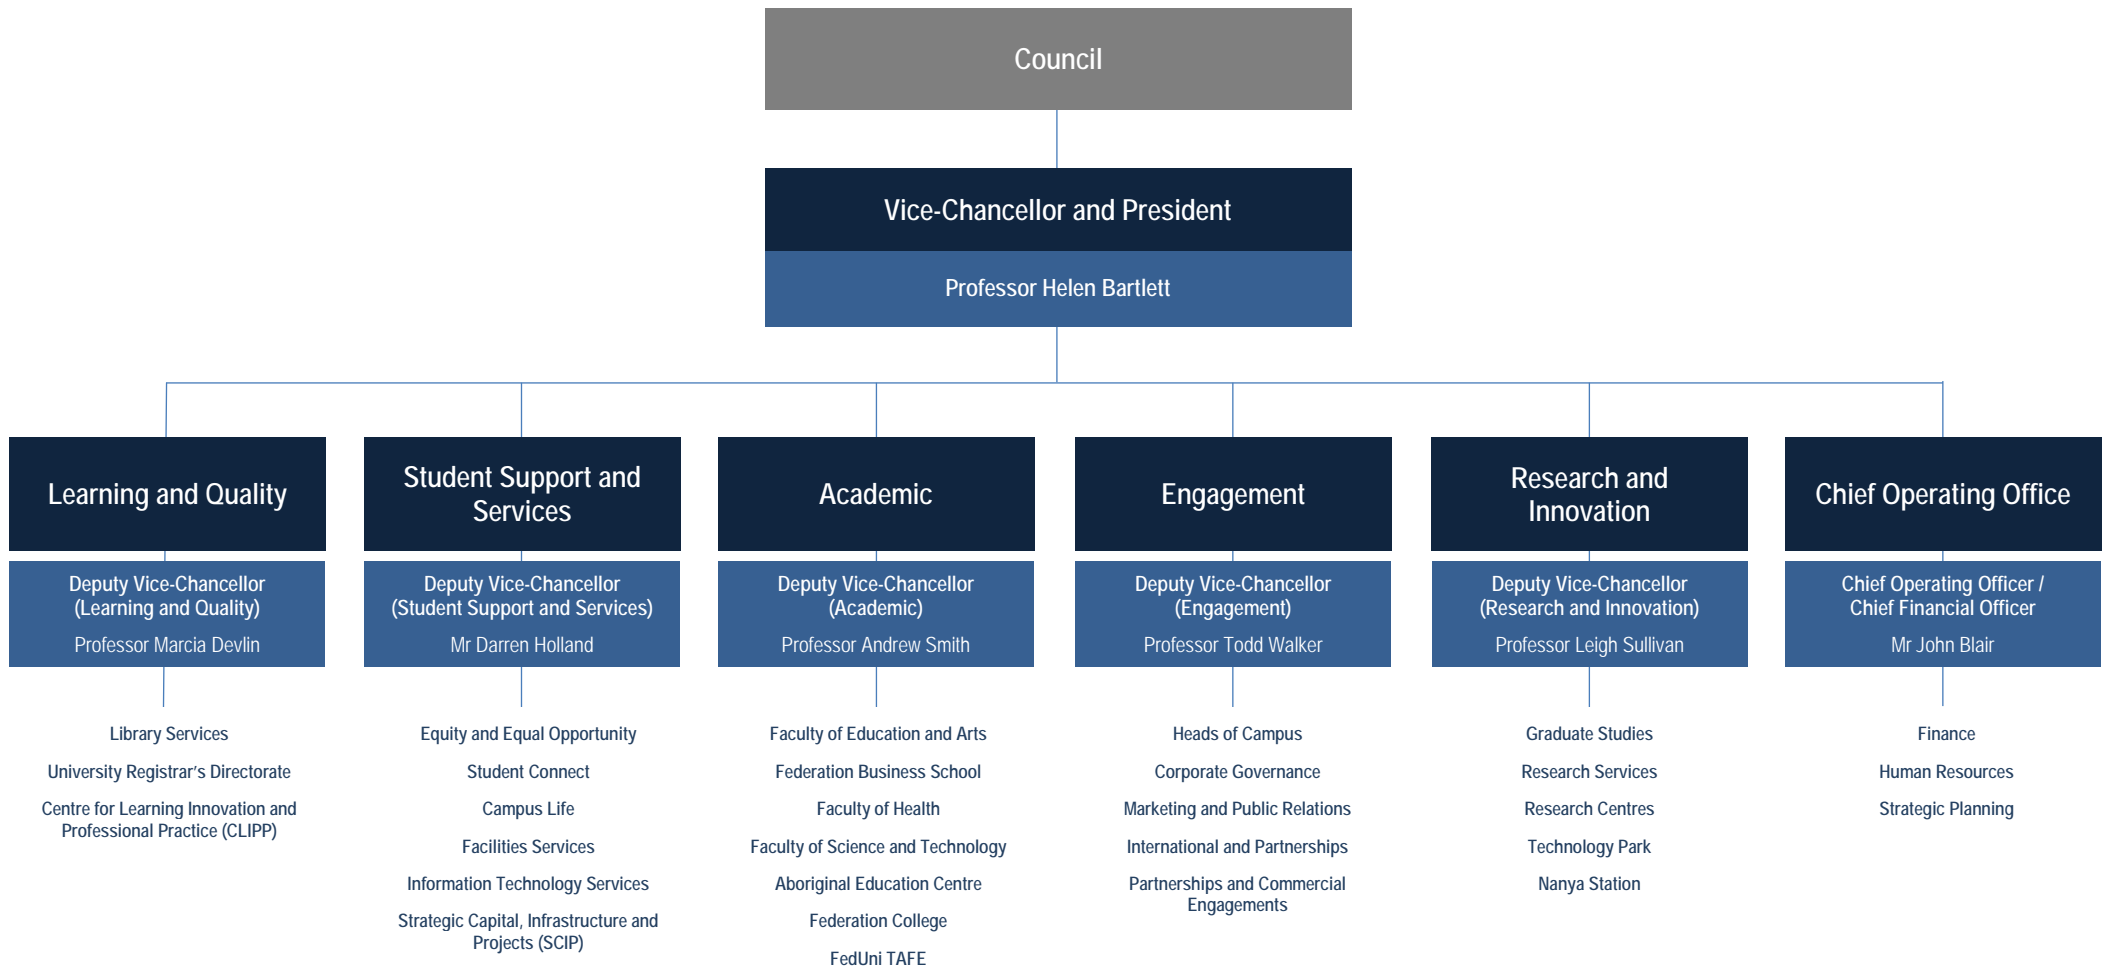 Council
Vice-Chancellor and President
Professor Helen Bartlett
Learning and Quality
Deputy Vice-Chancellor
(Learning and Quality)
Professor Marcia Devlin
Library Services
University Registrar's Directorate
Centre for Learning Innovation and
Professional Practice (CLIPP)
Student Support and
Services
Deputy Vice-Chancellor
(Student Support and Services)
Mr Darren Holland
Equity and Equal Opportunity
Student Connect
Campus Life
Facilities Services
Information Technology Services
Strategic Capital, Infrastructure and
Projects (SCIP)
Academic
Deputy Vice-Chancellor
(Academic)
Professor Andrew Smith
Faculty of Education and Arts
Federation Business School
Faculty of Health
Faculty of Science and Technology
Aboriginal Education Centre
Federation College
FedUni TAFE
Engagement
Deputy Vice-Chancellor
(Engagement)
Professor Todd Walker
Heads of Campus
Corporate Governance
Marketing and Public Relations
International and Partnerships
Partnerships and Commercial
Engagements
Research and
Innovation
Deputy Vice-Chancellor
(Research and Innovation)
Professor Leigh Sullivan
Graduate Studies
Research Services
Research Centres
Technology Park
Nanya Station
Chief Operating Office
Chief Operating Officer /
Chief Financial Officer
Mr John Blair
Finance
Human Resources
Strategic Planning